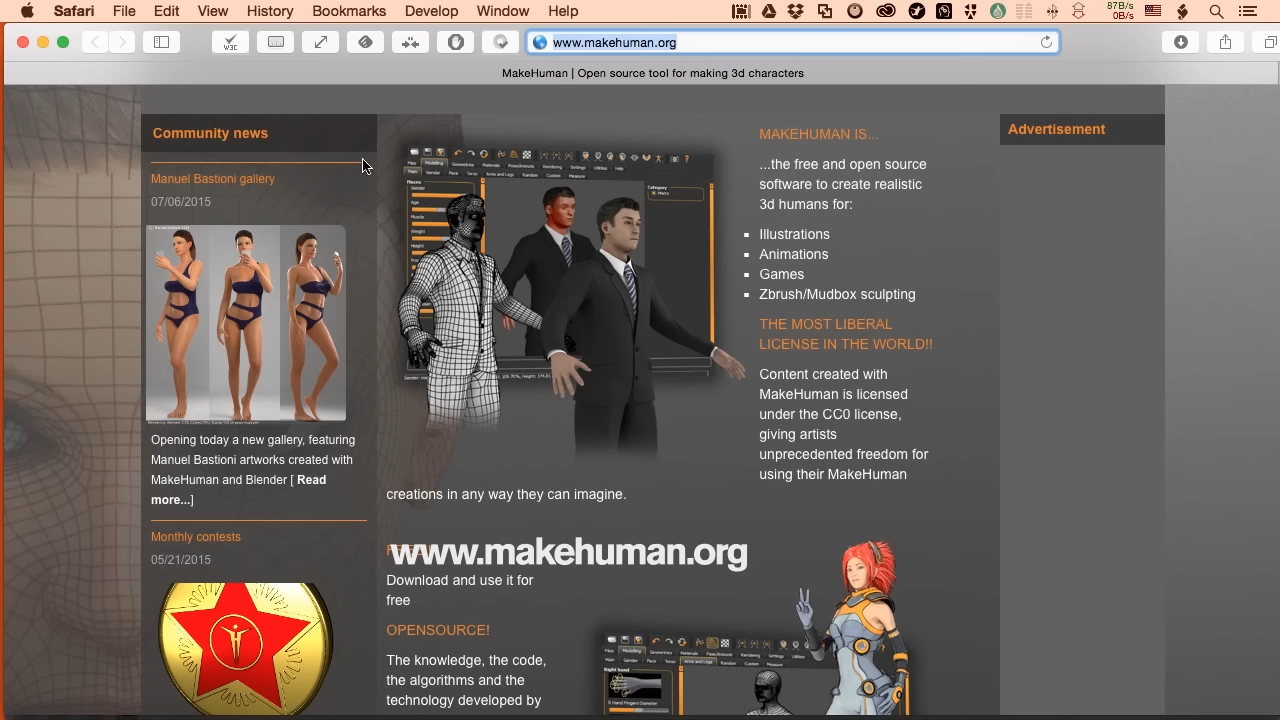 Safari File Edit View History Bookmarks Develop Window Help
87B/s
0B/s
W3C
www.makehuman.org
MakeHuman | Open source tool for making 3d characters
Community news
Manuel Bastioni gallery
07/06/2015
Opening today a new gallery, featuring
Manuel Bastioni artworks created with
MakeHuman and Blender [ Read
more...]
Monthly contests
05/21/2015
MAKEHUMAN IS...
...the free and open source
software to create realistic
3d humans for:
Illustrations
Animations
Games
Zbrush/Mudbox sculpting
THE MOST LIBERAL
LICENSE IN THE WORLD!!
Content created with
MakeHuman is licensed
under the CC0 license,
giving artists
unprecedented freedom for
using their MakeHuman
creations in any way they can imagine.
www.makehuman.org
Download and use it for
free
OPENSOURCE!
The knowledge, the code,
the algorithms and the
technology developed by
Advertisement